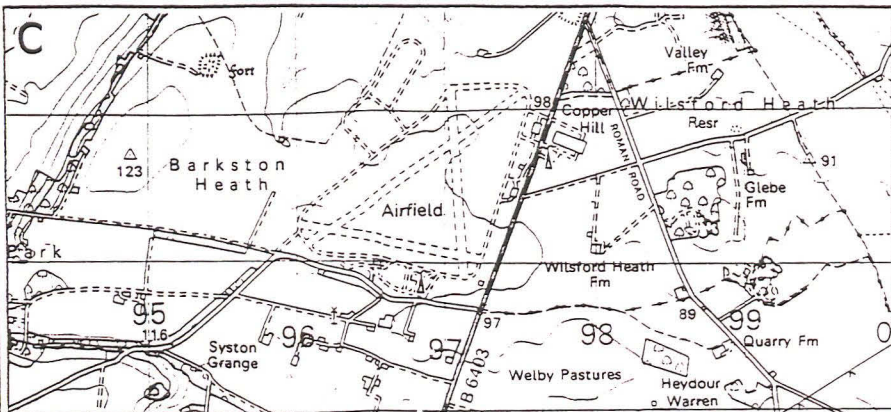 C
fort
Valley
Fm
98
Copper
Hill
Wilsford Heath
Resr
ROMAN ROAD
123
Barkston
Heath
91
Airfield
Glebe
Fm
ark
Wilsford Heath
Fm
95
116
Syston
Grange
96
97
97
B 6403
98
Welby Pastures
89
99
Quarry Fm
Heydour
Warren
0